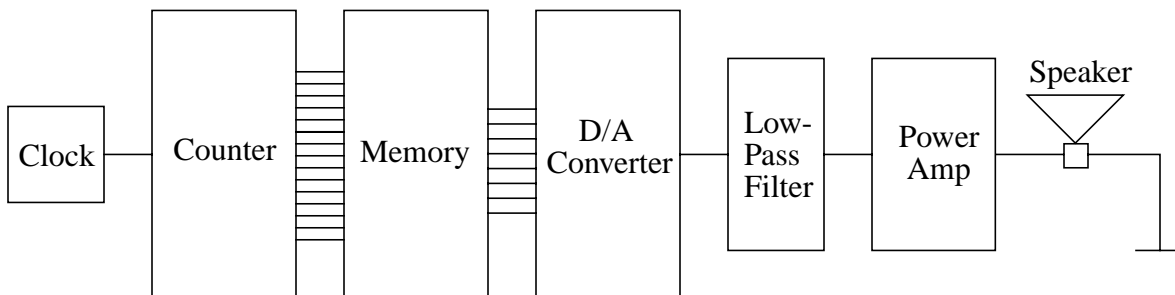 Clock
Counter
Memory
D/A
Converter
Low-
Pass
Filter
Power
Amp
Speaker